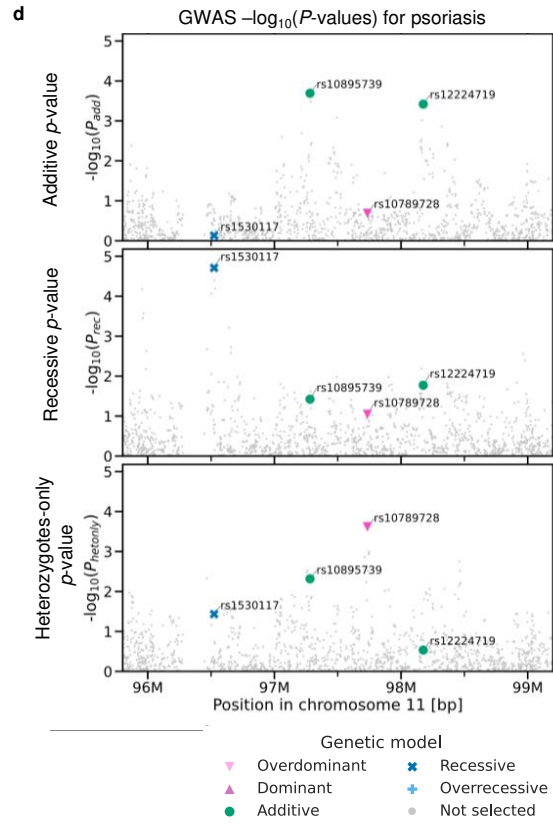 d
GWAS –log10(P-values) for psoriasis
Additive p-value
-log10(Padd)
5
4
3
2
1
0
rs10895739
rs12224719
rs10789728
rs1530117
Recessive p-value
-log10(Prec)
5
4
3
2
1
0
rs1530117
rs10895739
rs12224719
rs10789728
Heterozygotes-only
p-value
-log10(Phetonly)
5
4
3
2
1
0
rs10789728
rs10895739
rs1530117
rs12224719
96M 97M 98M 99M
Position in chromosome 11 [bp]
Genetic model
Overdominant Recessive
Dominant Overrecessive
Additive Not selected